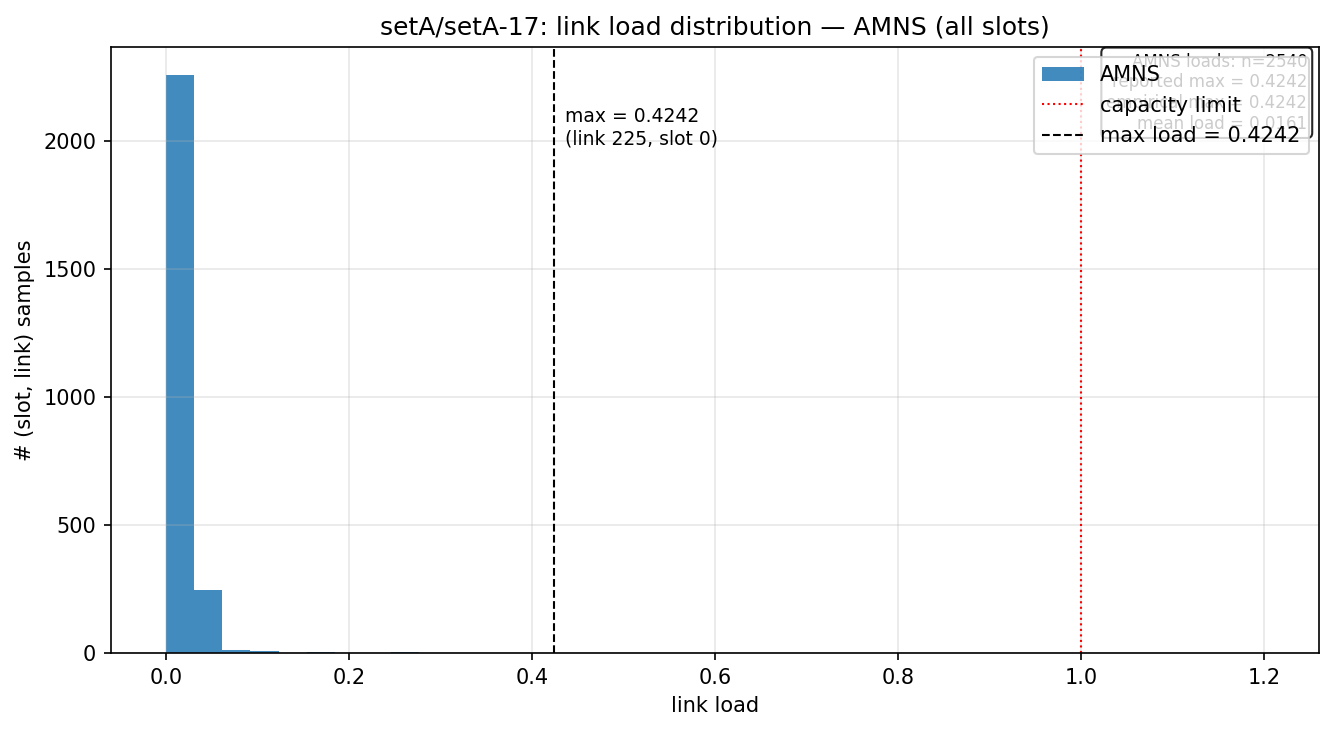 setA/setA-17: link load distribution — AMNS (all slots)
# (slot, link) samples
2000
1500
1000
500
0
max = 0.4242
(link 225, slot 0)
AMNS loads: n=2540
reported max = 0.4242
empirical max = 0.4242
mean load = 0.0161
AMNS
capacity limit
max load = 0.4242
0.0
0.2
0.4
0.6
0.8
1.0
1.2
link load